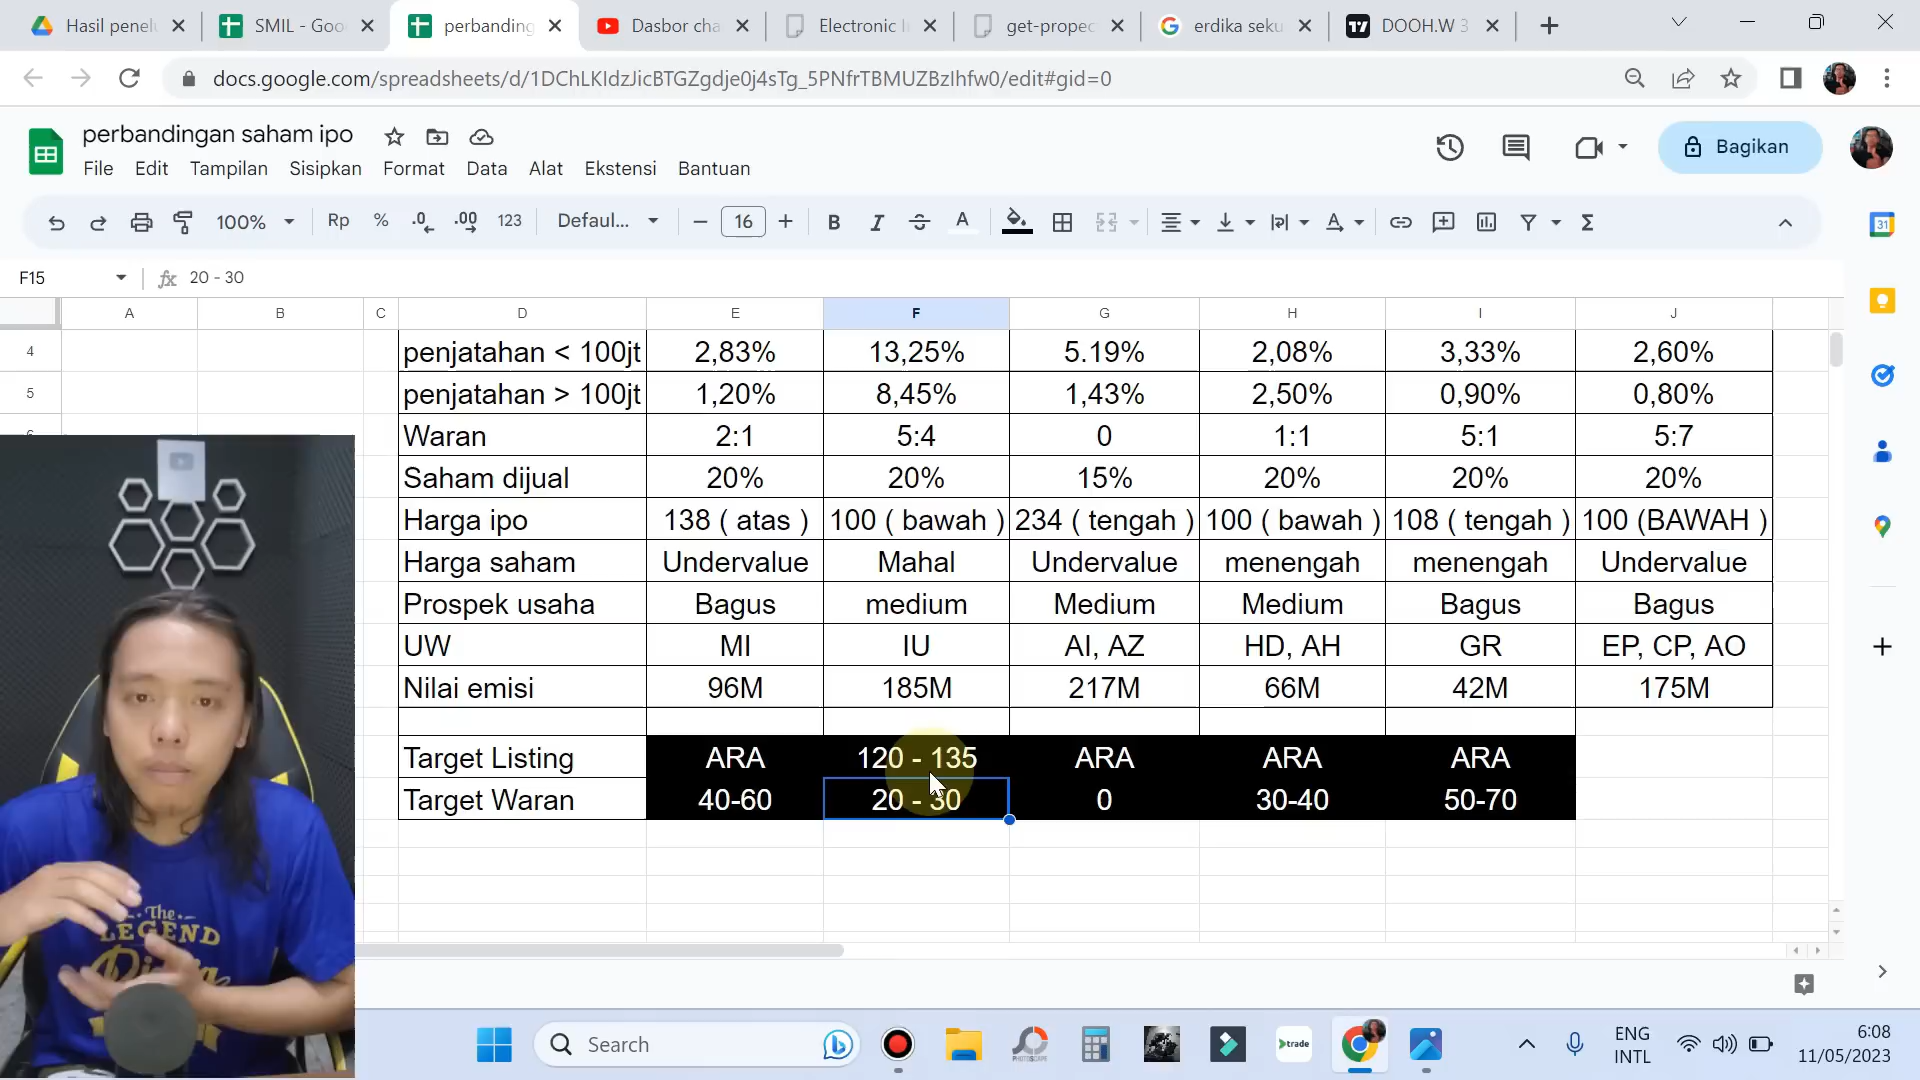 Hasil penel
SMIL - Goo
perbanding
Dasbor cha
Electronic I
get-propec
erdika seku
DOOH.W 3
docs.google.com/spreadsheets/d/1DChLKIdzJicBTGZgdje0j4sTg_5PNfrTBMUZBzIhfw0/edit#gid=0
perbandingan saham ipo
File Edit Tampilan Sisipkan Format Data Alat Ekstensi Bantuan
Bagikan
100% Rp % .0 .00 123 Defaul... 16 B I S A
31
F15 fx 20 - 30
A B C D E F G H I J
4 penjatahan < 100jt 2,83% 13,25% 5.19% 2,08% 3,33% 2,60%
5 penjatahan > 100jt 1,20% 8,45% 1,43% 2,50% 0,90% 0,80%
Waran 2:1 5:4 0 1:1 5:1 5:7
Saham dijual 20% 20% 15% 20% 20% 20%
Harga ipo 138 ( atas ) 100 ( bawah ) 234 ( tengah ) 100 ( bawah ) 108 ( tengah ) 100 (BAWAH )
Harga saham Undervalue Mahal Undervalue menengah menengah Undervalue
Prospek usaha Bagus medium Medium Medium Bagus Bagus
UW MI IU AI, AZ HD, AH GR EP, CP, AO
Nilai emisi 96M 185M 217M 66M 42M 175M
Target Listing ARA 120 - 135 ARA ARA ARA
Target Waran 40-60 20 - 30 0 30-40 50-70
The
LEGEND
Search
PHOTOSCAPE
trade
ENG
INTL
6:08
11/05/2023